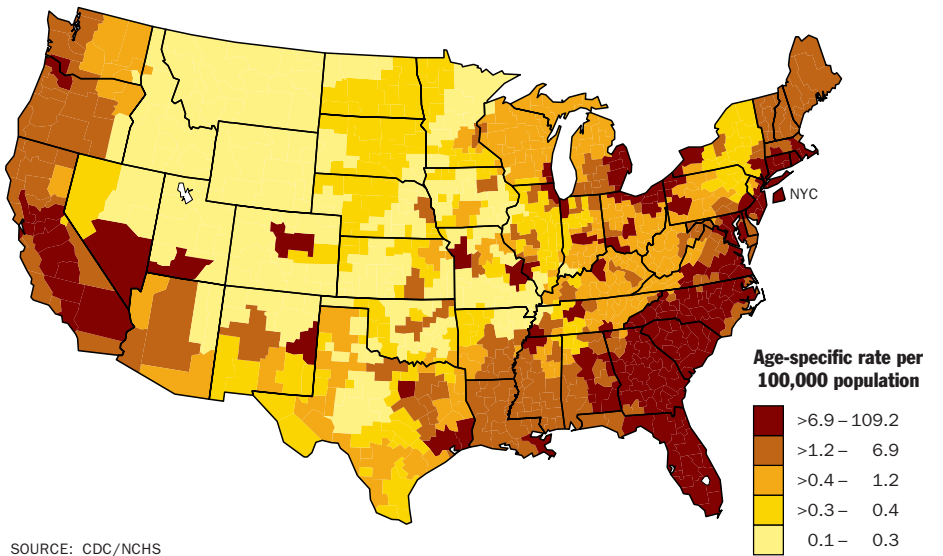 NYC
Age-specific rate per
100,000 population
>6.9 – 109.2
>1.2 – 6.9
>0.4 – 1.2
>0.3 – 0.4
0.1 – 0.3
SOURCE: CDC/NCHS